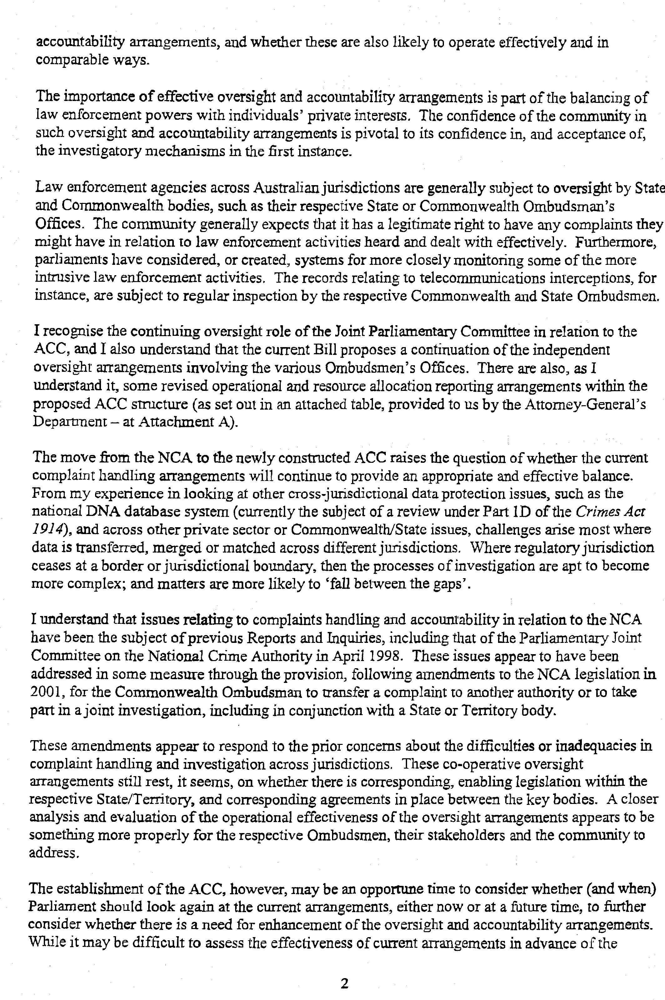 accountability arrangements, and whether these are also likely to operate effectively and in
comparable ways.
The importance of effective oversight and accountability arrangements is part of the balancing of
law enforcement powers with individuals' private interests. The confidence of the community in
such oversight and accountability arrangements is pivotal to its confidence in, and acceptance of,
the investigatory mechanisms in the first instance.
Law enforcement agencies across Australian jurisdictions are generally subject to oversight by State
and Commonwealth bodies, such as their respective State or Commonwealth Ombudsman's
Offices. The community generally expects that it has a legitimate right to have any complaints they
might have in relation to law enforcement activities heard and dealt with effectively. Furthermore,
parliaments have considered, or created, systems for more closely monitoring some of the more
intrusive law enforcement activities. The records relating to telecommunications interceptions, for
instance, are subject to regular inspection by the respective Commonwealth and State Ombudsmen.
I recognise the continuing oversight role of the Joint Parliamentary Committee in relation to the
ACC, and I also understand that the current Bill proposes a continuation of the independent
oversight arrangements involving the various Ombudsmen's Offices. There are also, as I
understand it, some revised operational and resource allocation reporting arrangements within the
proposed ACC structure (as set out in an attached table, provided to us by the Attorney-General's
Department – at Attachment A).
The move from the NCA to the newly constructed ACC raises the question of whether the current
complaint handling arrangements will continue to provide an appropriate and effective balance.
From my experience in looking at other cross-jurisdictional data protection issues, such as the
national DNA database system (currently the subject of a review under Part 1D of the Crimes Act
1914), and across other private sector or Commonwealth/State issues, challenges arise most where
data is transferred, merged or matched across different jurisdictions. Where regulatory jurisdiction
ceases at a border or jurisdictional boundary, then the processes of investigation are apt to become
more complex; and matters are more likely to 'fall between the gaps'.
I understand that issues relating to complaints handling and accountability in relation to the NCA
have been the subject of previous Reports and Inquiries, including that of the Parliamentary Joint
Committee on the National Crime Authority in April 1998. These issues appear to have been
addressed in some measure through the provision, following amendments to the NCA legislation in
2001, for the Commonwealth Ombudsman to transfer a complaint to another authority or to take
part in a joint investigation, including in conjunction with a State or Territory body.
These amendments appear to respond to the prior concerns about the difficulties or inadequacies in
complaint handling and investigation across jurisdictions. These co-operative oversight
arrangements still rest, it seems, on whether there is corresponding, enabling legislation within the
respective State/Territory, and corresponding agreements in place between the key bodies. A closer
analysis and evaluation of the operational effectiveness of the oversight arrangements appears to be
something more properly for the respective Ombudsmen, their stakeholders and the community to
address.
The establishment of the ACC, however, may be an opportune time to consider whether (and when)
Parliament should look again at the current arrangements, either now or at a future time, to further
consider whether there is a need for enhancement of the oversight and accountability arrangements.
While it may be difficult to assess the effectiveness of current arrangements in advance of the
2